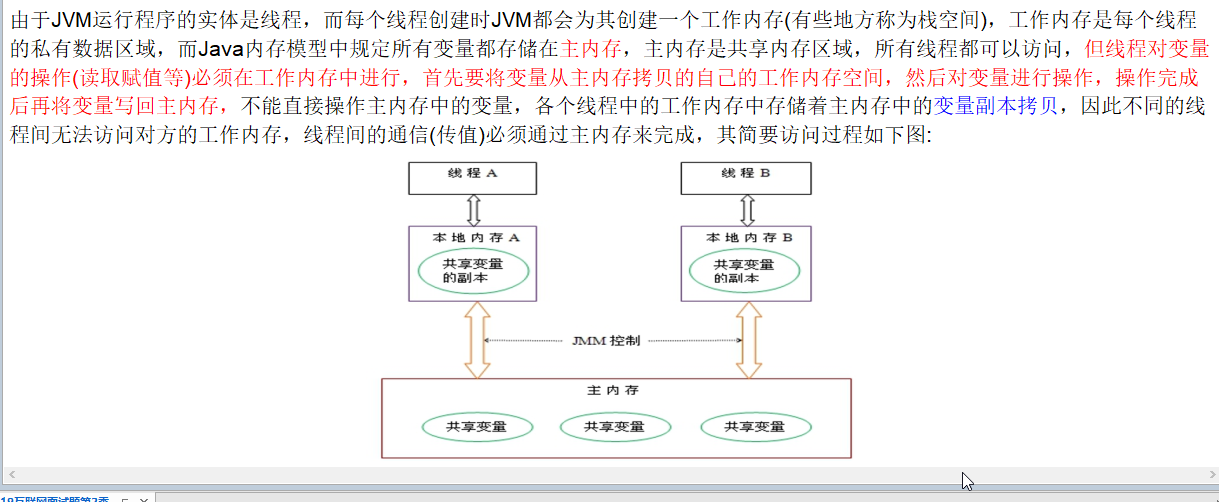 由于JVM运行程序的实体是线程，而每个线程创建时JVM都会为其创建一个工作内存(有些地方称为栈空间)，工作内存是每个线程
的私有数据区域，而Java内存模型中规定所有变量都存储在主内存，主内存是共享内存区域，所有线程都可以访问，但线程对变量
的操作(读取赋值等)必须在工作内存中进行，首先要将变量从主内存拷贝的自己的工作内存空间，然后对变量进行操作，操作完成
后再将变量写回主内存，不能直接操作主内存中的变量，各个线程中的工作内存中存储着主内存中的变量副本拷贝，因此不同的线
程间无法访问对方的工作内存，线程间的通信(传值)必须通过主内存来完成，其简要访问过程如下图:
线程 A
线程 B
本地内存 A
本地内存 B
共享变量
的副本
共享变量
的副本
JMM 控制
主内存
共享变量
共享变量
共享变量